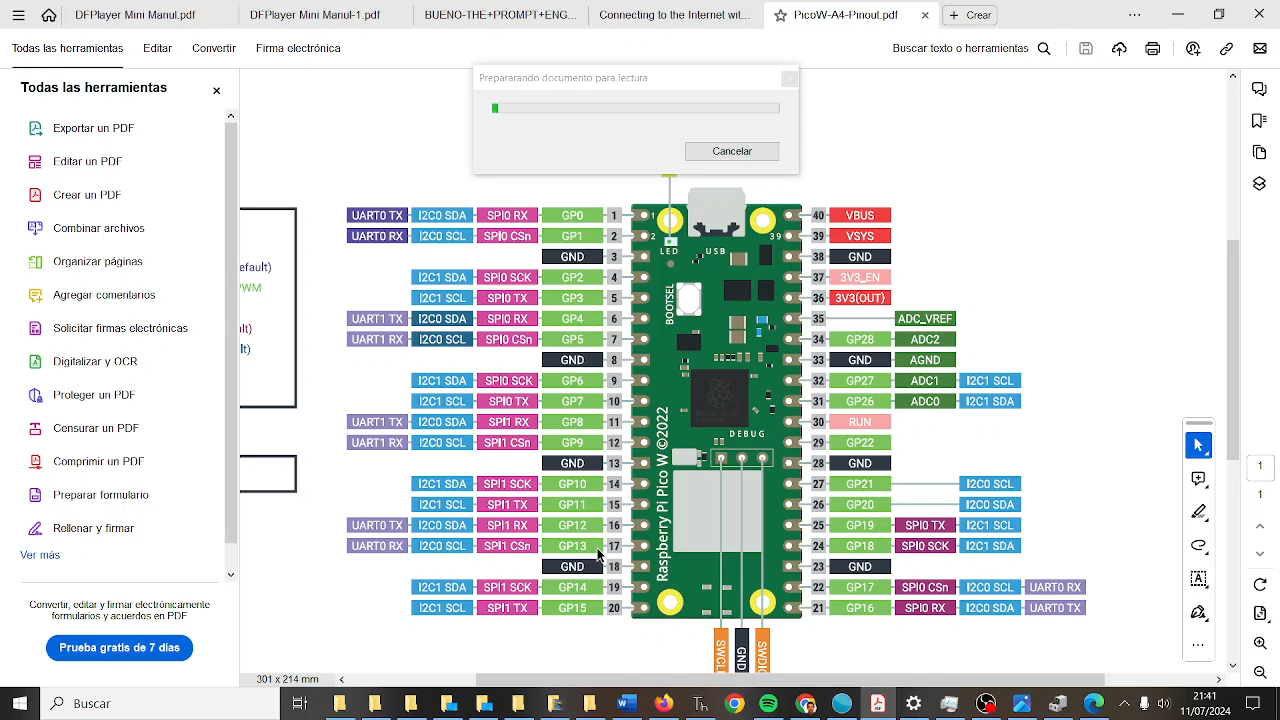 DFPlayer Mini Manul.pdf
DFPlayer Mini Manu-1.pdf
BUENO-THE+PROMPT+ENG...
Connecting to the Internet wit...
PicoW-A4-Pinout.pdf
Crear
Todas las herramientas
Editar
Convertir
Firma electrónica
Buscar texto o herramientas
Todas las herramientas
Exportar un PDF
Editar un PDF
Crear un PDF
Combinar archivos
Organizar páginas
Agregar comentarios
Solicitar firmas electrónicas
Digitalizar y OCR
Proteger un PDF
Censurar un PDF
Comprimir un PDF
Preparar formulario
Rellenar y firmar
Ver más
Convertir, editar y firmar electrónicamente
formularios y acuerdos en PDF
Prueba gratis de 7 días
Prepararando documento para lectura
Cancelar
efault)
PWM
lt)
lt)
UART0 TX I2C0 SDA SPI0 RX GP0 1
UART0 RX I2C0 SCL SPI0 CSn GP1 2
GND 3
I2C1 SDA SPI0 SCK GP2 4
I2C1 SCL SPI0 TX GP3 5
UART1 TX I2C0 SDA SPI0 RX GP4 6
UART1 RX I2C0 SCL SPI0 CSn GP5 7
GND 8
I2C1 SDA SPI0 SCK GP6 9
I2C1 SCL SPI0 TX GP7 10
UART1 TX I2C0 SDA SPI1 RX GP8 11
UART1 RX I2C0 SCL SPI1 CSn GP9 12
GND 13
I2C1 SDA SPI1 SCK GP10 14
I2C1 SCL SPI1 TX GP11 15
UART0 TX I2C0 SDA SPI1 RX GP12 16
UART0 RX I2C0 SCL SPI1 CSn GP13 17
GND 18
I2C1 SDA SPI1 SCK GP14 19
I2C1 SCL SPI1 TX GP15 20
1
2
39
LED
USB
BOOTSEL
DEBUG
Raspberry Pi Pico W ©2022
40 VBUS
39 VSYS
38 GND
37 3V3_EN
36 3V3(OUT)
35 ADC_VREF
34 GP28 ADC2
33 GND AGND
32 GP27 ADC1 I2C1 SCL
31 GP26 ADC0 I2C1 SDA
30 RUN
29 GP22
28 GND
27 GP21 I2C0 SCL
26 GP20 I2C0 SDA
25 GP19 SPI0 TX I2C1 SCL
24 GP18 SPI0 SCK I2C1 SDA
23 GND
22 GP17 SPI0 CSn I2C0 SCL UART0 RX
21 GP16 SPI0 RX I2C0 SDA UART0 TX
SWCL
GND
SWDI
1
1
301 x 214 mm
Buscar
21:41
11/07/2024